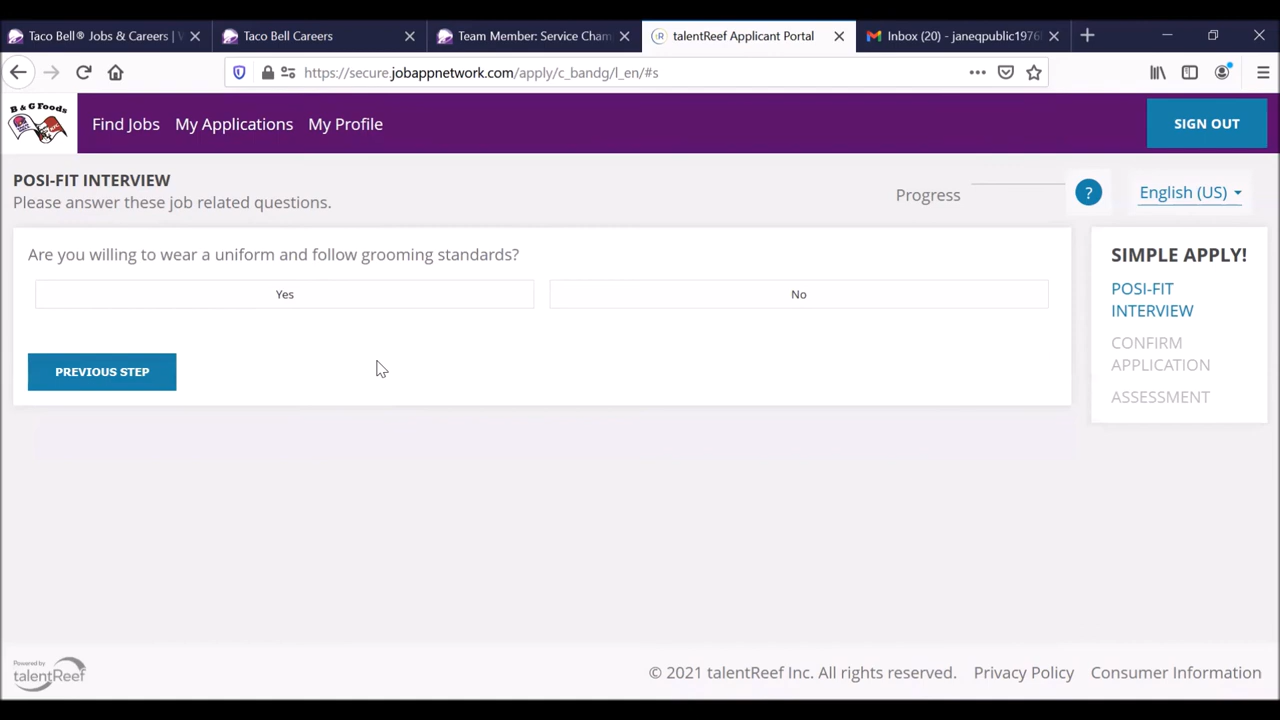 Taco Bell® Jobs & Careers |
Taco Bell Careers
Team Member: Service Cham
talentReef Applicant Portal
Inbox (20) - janeqpublic1976
https://secure.jobappnetwork.com/apply/c_bandg/l_en/#s
B & G Foods
Find Jobs
My Applications
My Profile
SIGN OUT
POSI-FIT INTERVIEW
Please answer these job related questions.
Progress
?
English (US)
Are you willing to wear a uniform and follow grooming standards?
Yes
No
PREVIOUS STEP
SIMPLE APPLY!
POSI-FIT
INTERVIEW
CONFIRM
APPLICATION
ASSESSMENT
Powered by
talentReef
© 2021 talentReef Inc. All rights reserved.
Privacy Policy
Consumer Information